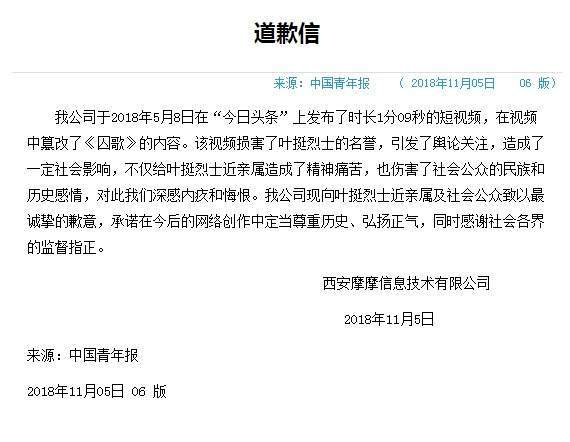 道歉信
来源：中国青年报 （ 2018年11月05日 06 版）
我公司于2018年5月8日在“今日头条”上发布了时长1分09秒的短视频，在视频
中篡改了《囚歌》的内容。该视频损害了叶挺烈士的名誉，引发了舆论关注，造成了
一定社会影响，不仅给叶挺烈士近亲属造成了精神痛苦，也伤害了社会公众的民族和
历史感情，对此我们深感内疚和悔恨。我公司现向叶挺烈士近亲属及社会公众致以最
诚挚的歉意，承诺在今后的网络创作中定当尊重历史、弘扬正气，同时感谢社会各界
的监督指正。
西安摩摩信息技术有限公司
2018年11月5日
来源：中国青年报
2018年11月05日 06 版